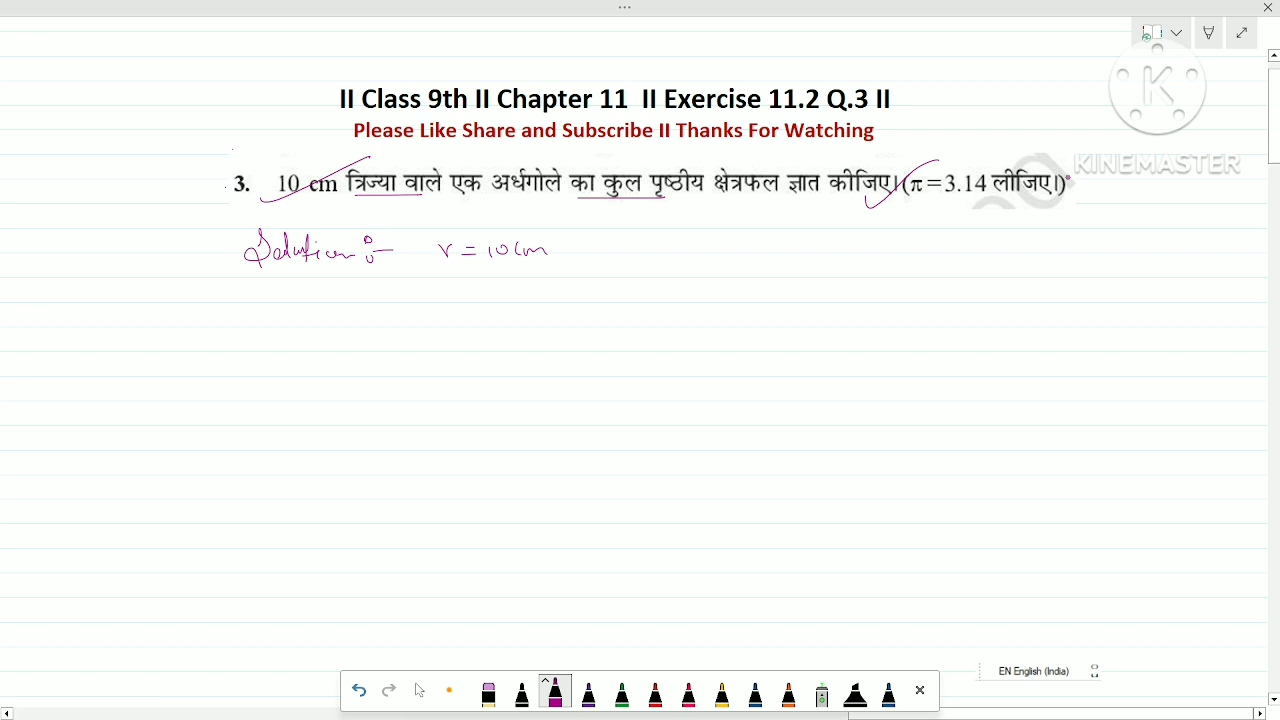 II Class 9th II Chapter 11 II Exercise 11.2 Q.3 II
Please Like Share and Subscribe II Thanks For Watching
KINEMASTER
3. 10 cm त्रिज्या वाले एक अर्धगोले का कुल पृष्ठीय क्षेत्रफल ज्ञात कीजिए। (π = 3.14 लीजिए।)
Solution :- r = 10 cm
EN English (India)